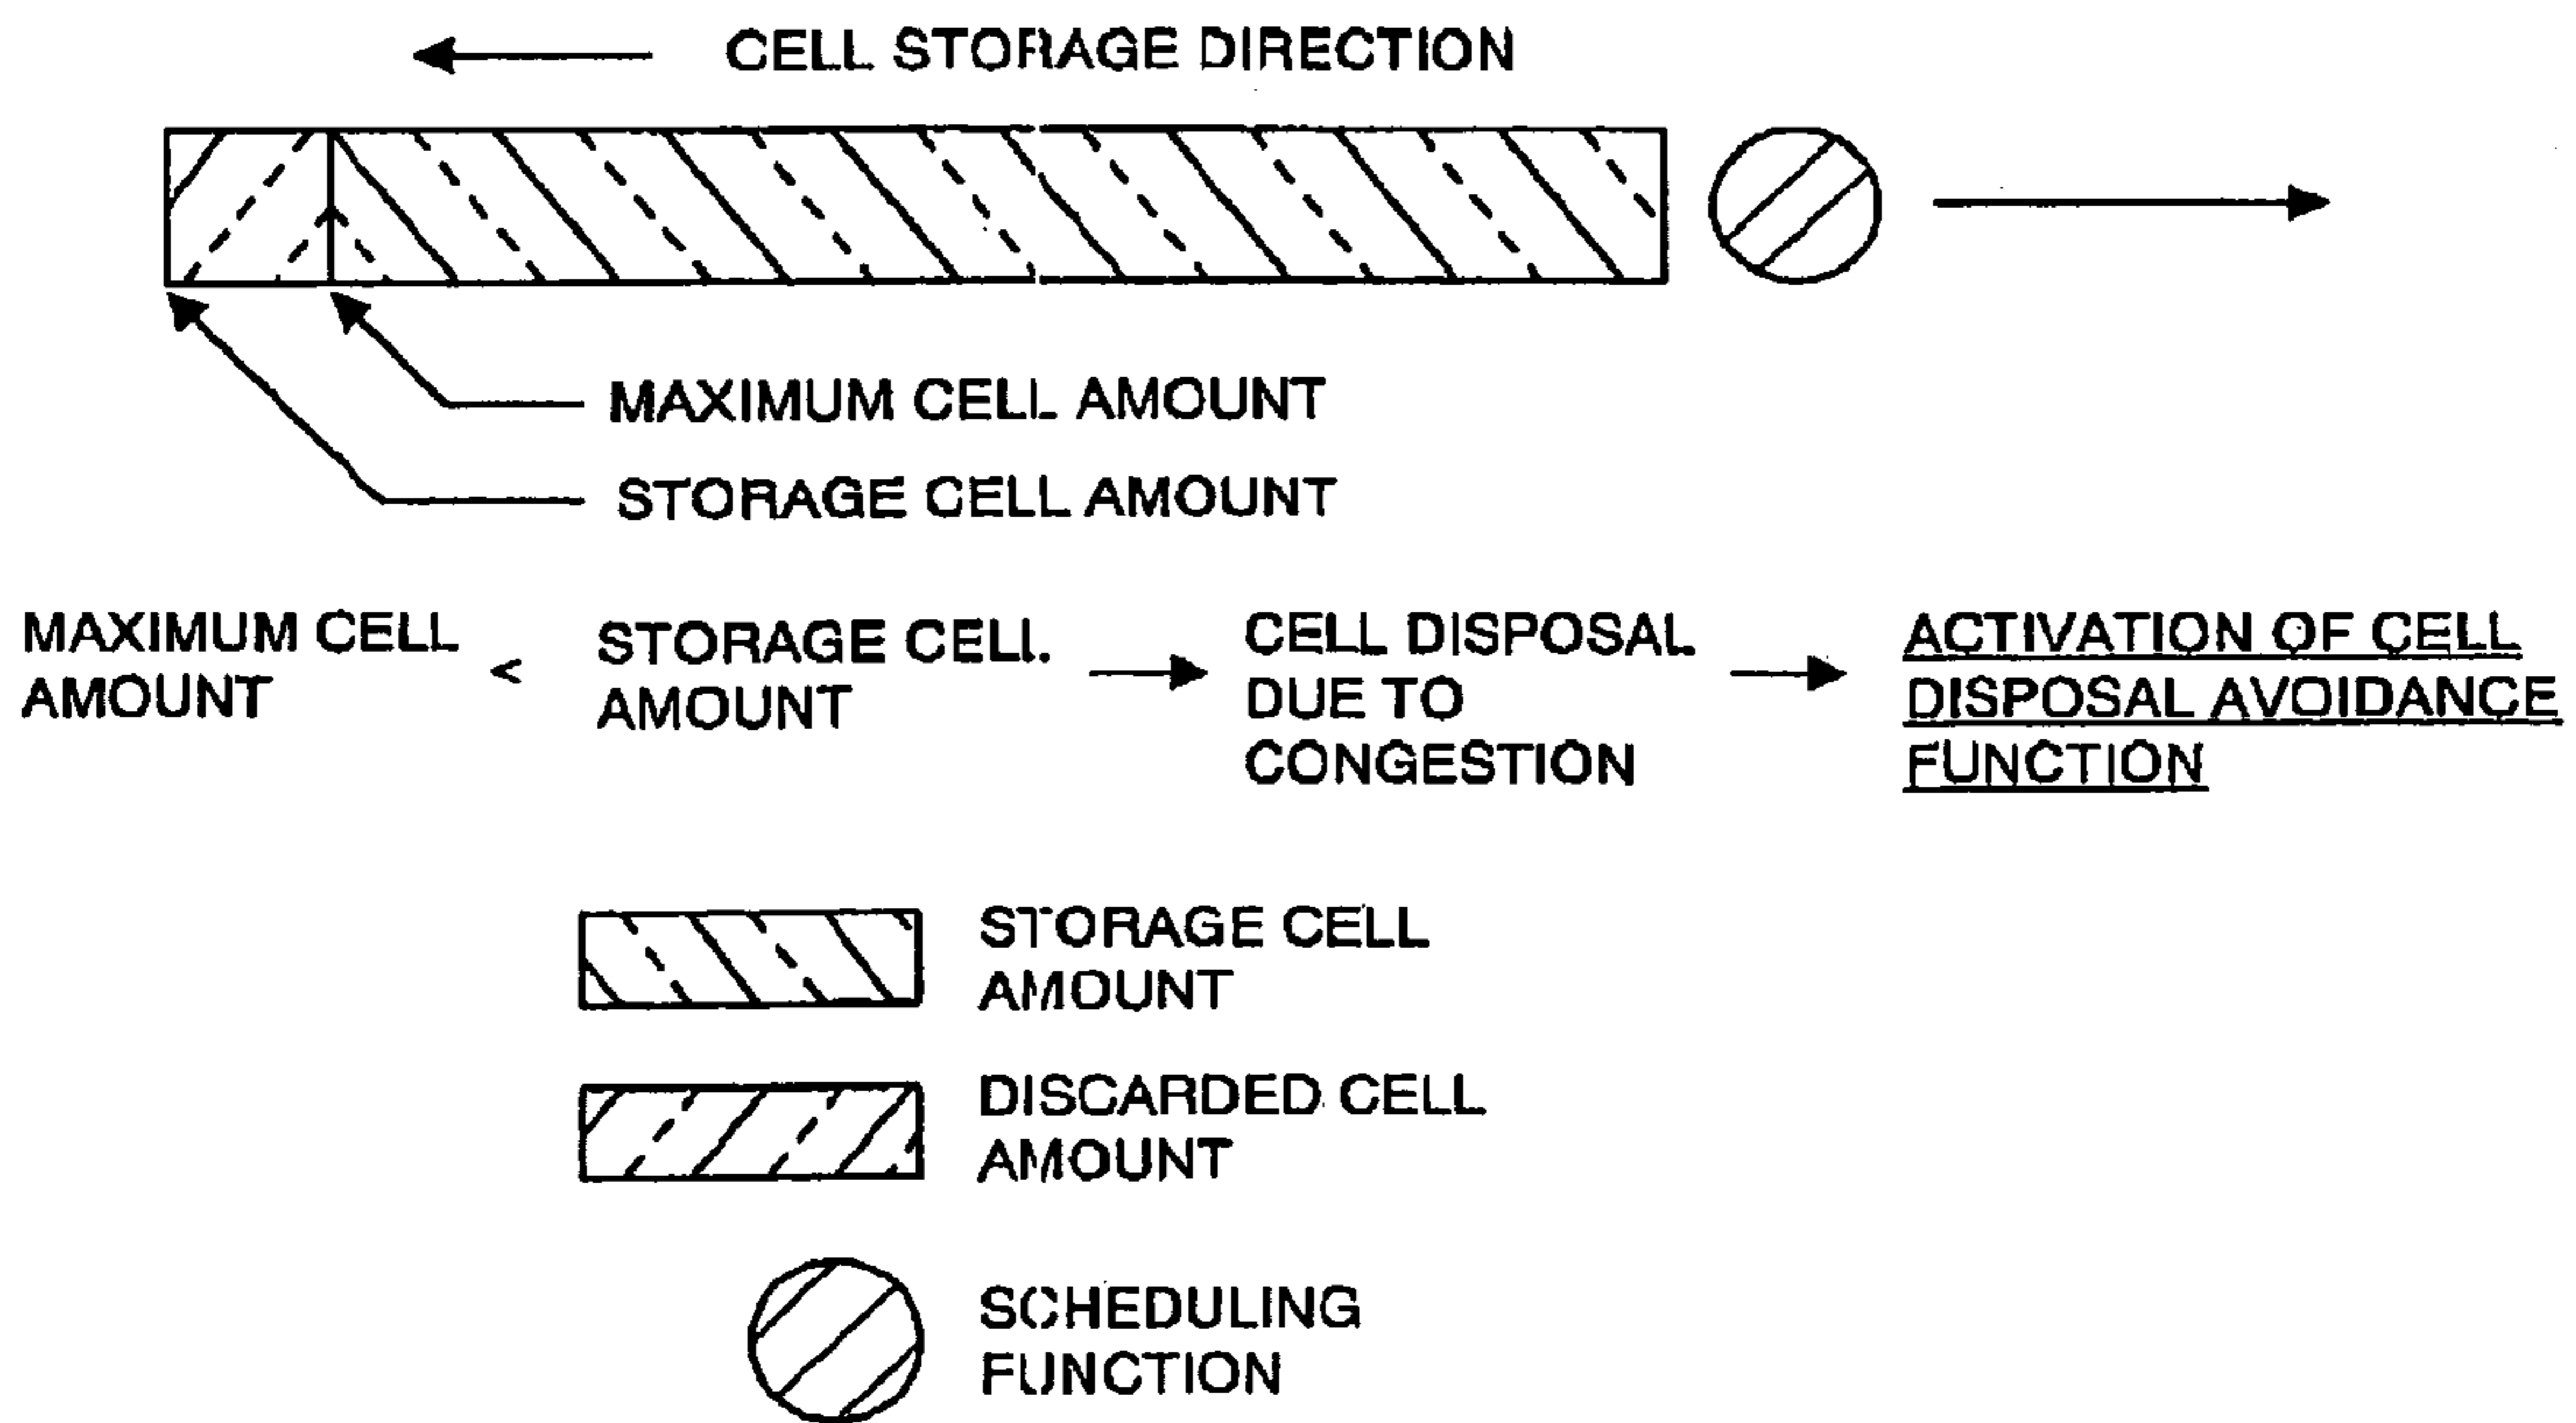 CELL STORAGE DIRECTION
MAXIMUM CELL AMOUNT
STORAGE CELL AMOUNT
MAXIMUM CELL
AMOUNT
<
STORAGE CELL
AMOUNT
CELL DISPOSAL
DUE TO
CONGESTION
ACTIVATION OF CELL
DISPOSAL AVOIDANCE
FUNCTION
STORAGE CELL
AMOUNT
DISCARDED CELL
AMOUNT
SCHEDULING
FUNCTION